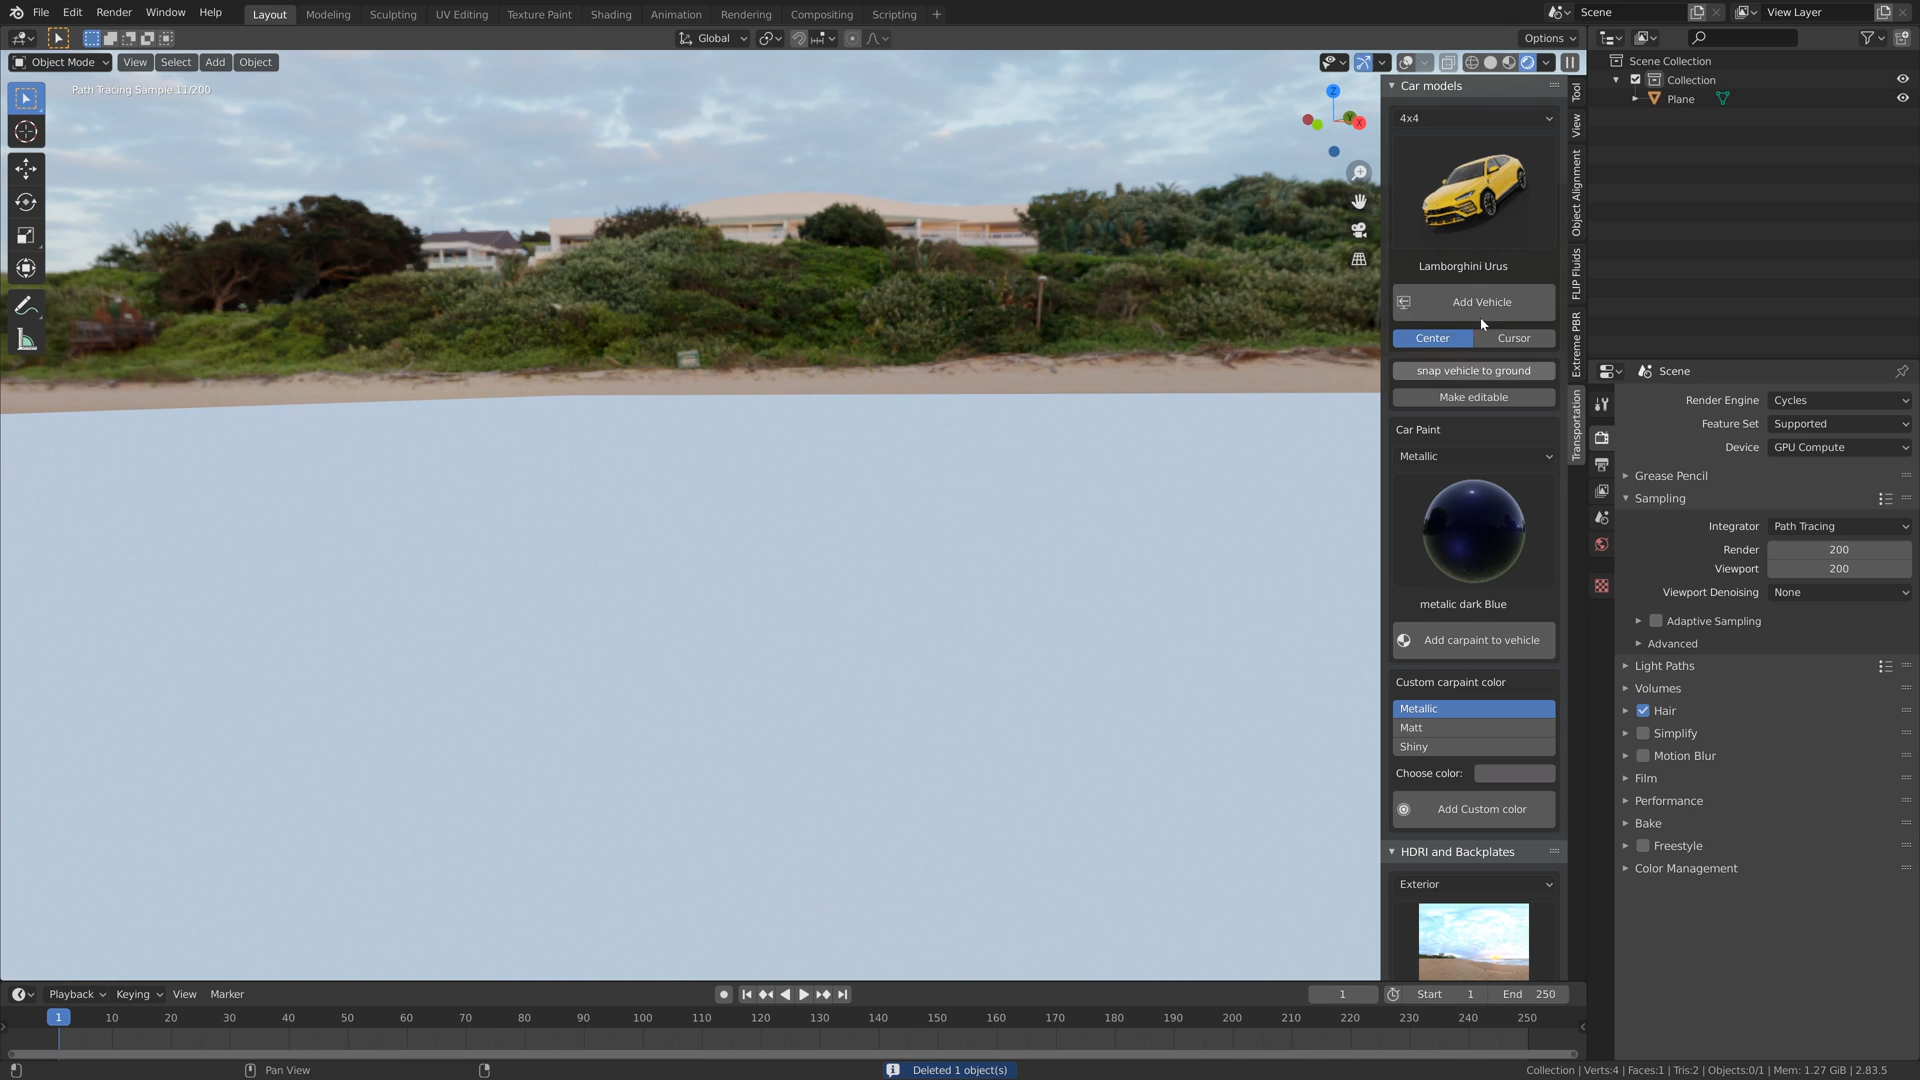 File Edit Render Window Help Layout Modeling Sculpting UV Editing Texture Paint Shading Animation Rendering Compositing Scripting + Scene View Layer
Global Options
Object Mode View Select Add Object
Path Tracing Sample 11/200
Z
Y
X
Car models
4x4
Lamborghini Urus
Add Vehicle
Center Cursor
snap vehicle to ground
Make editable
Car Paint
Metallic
metalic dark Blue
Add carpaint to vehicle
Custom carpaint color
Metallic
Matt
Shiny
Choose color:
Add Custom color
HDRI and Backplates
Exterior
Tool
View
Object Alignment
FLIP Fluids
Extreme PBR
Transportation
Scene Collection
Collection
Plane
Scene
Render Engine Cycles
Feature Set Supported
Device GPU Compute
Grease Pencil
Sampling
Integrator Path Tracing
Render 200
Viewport 200
Viewport Denoising None
Adaptive Sampling
Advanced
Light Paths
Volumes
Hair
Simplify
Motion Blur
Film
Performance
Bake
Freestyle
Color Management
Playback Keying View Marker 1 Start 1 End 250
1 10 20 30 40 50 60 70 80 90 100 110 120 130 140 150 160 170 180 190 200 210 220 230 240 250
Pan View Deleted 1 object(s) Collection | Verts:4 | Faces:1 | Tris:2 | Objects:0/1 | Mem: 1.27 GiB | 2.83.5